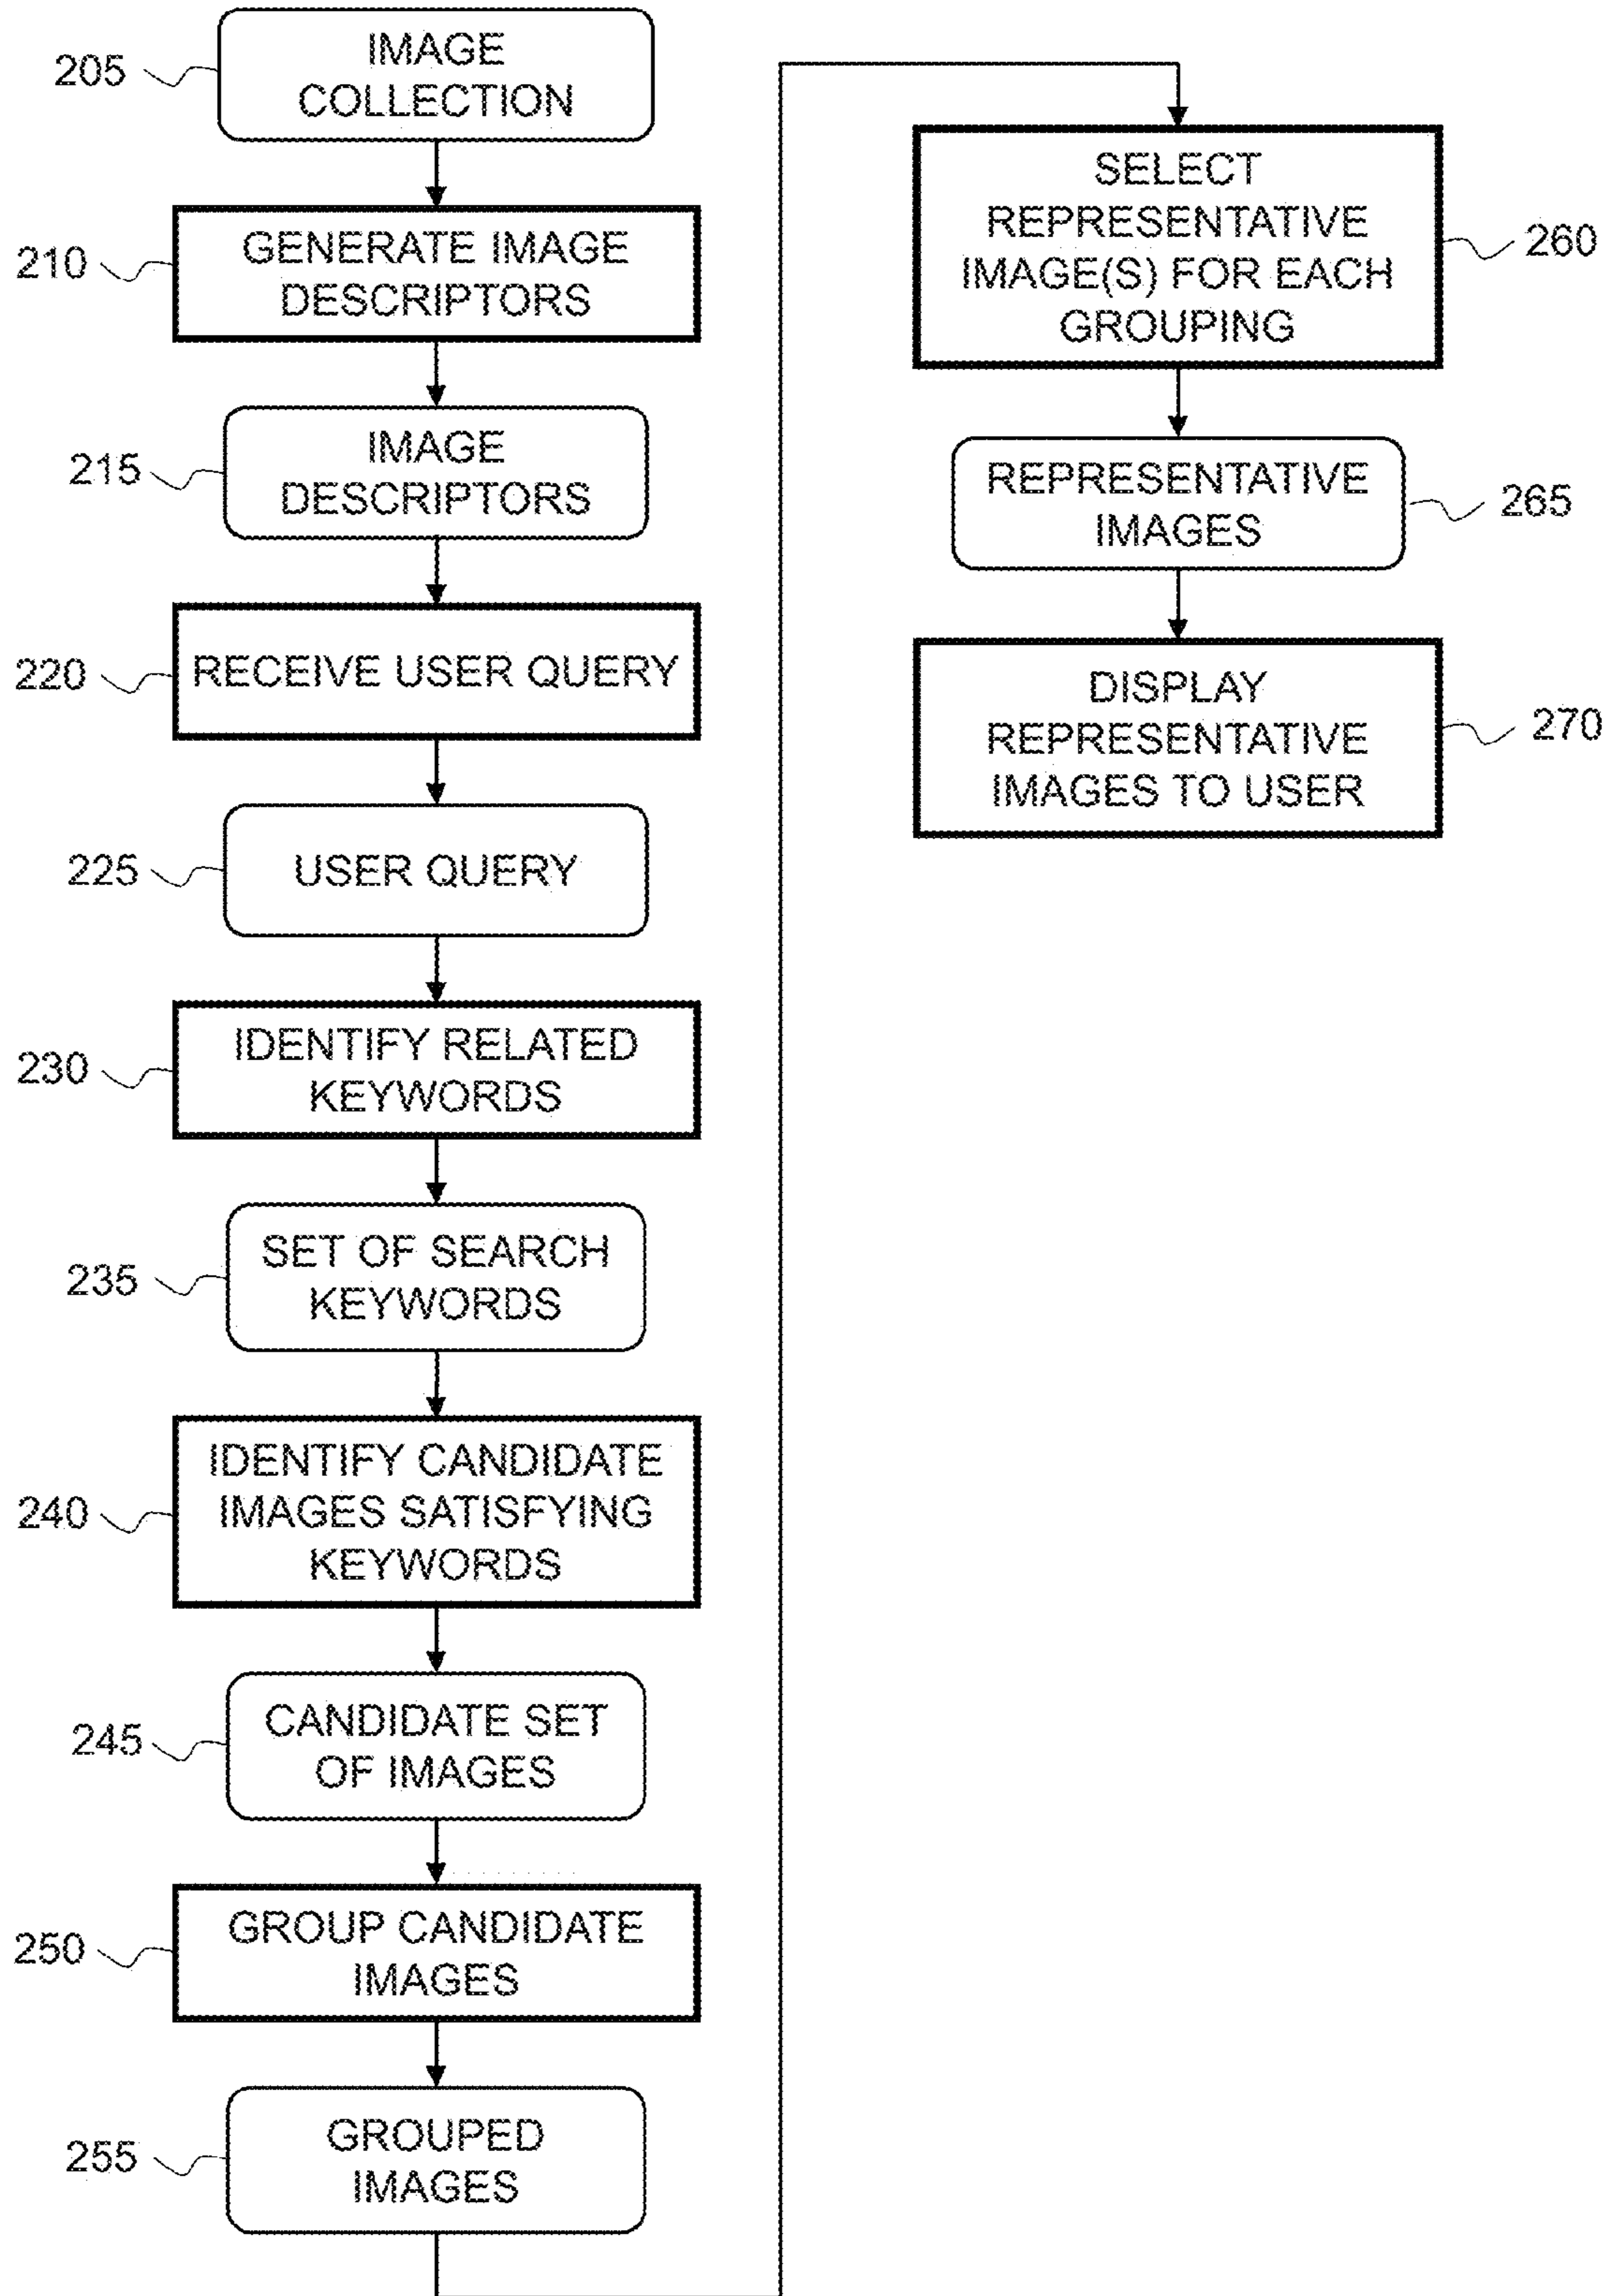 205
IMAGE
COLLECTION
210
GENERATE IMAGE
DESCRIPTORS
215
IMAGE
DESCRIPTORS
220
RECEIVE USER QUERY
225
USER QUERY
230
IDENTIFY RELATED
KEYWORDS
235
SET OF SEARCH
KEYWORDS
240
IDENTIFY CANDIDATE
IMAGES SATISFYING
KEYWORDS
245
CANDIDATE SET
OF IMAGES
250
GROUP CANDIDATE
IMAGES
255
GROUPED
IMAGES
SELECT
REPRESENTATIVE
IMAGE(S) FOR EACH
GROUPING
260
REPRESENTATIVE
IMAGES
265
DISPLAY
REPRESENTATIVE
IMAGES TO USER
270